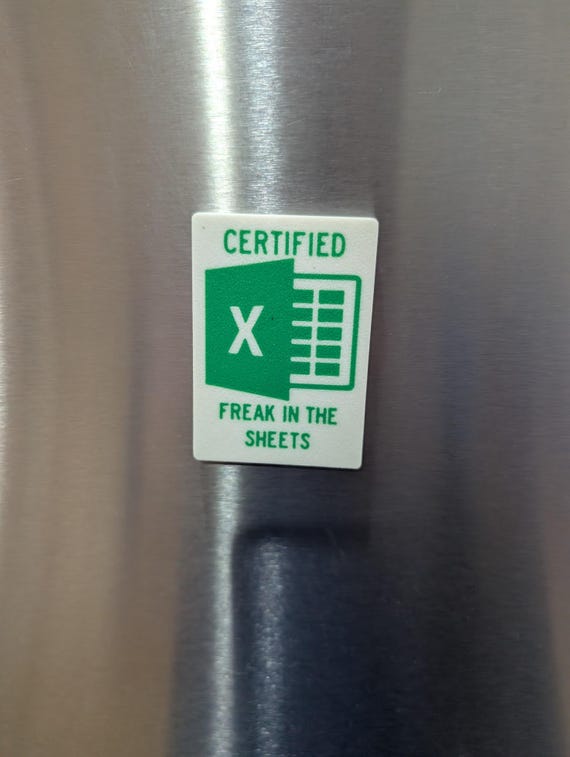 CERTIFIED
X
FREAK IN THE
SHEETS